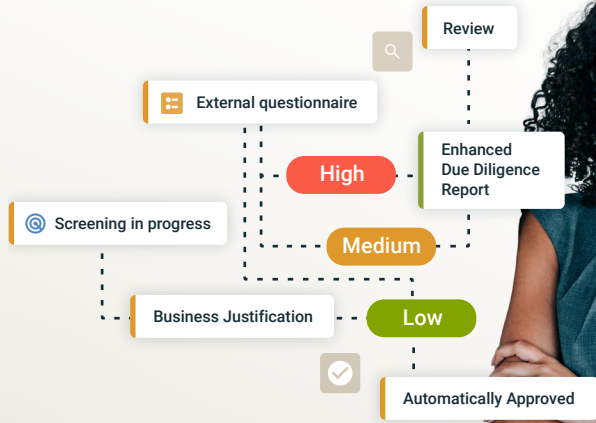 Review
External questionnaire
Enhanced
Due Diligence
Report
High
Screening in progress
Medium
Business Justification
Low
Automatically Approved